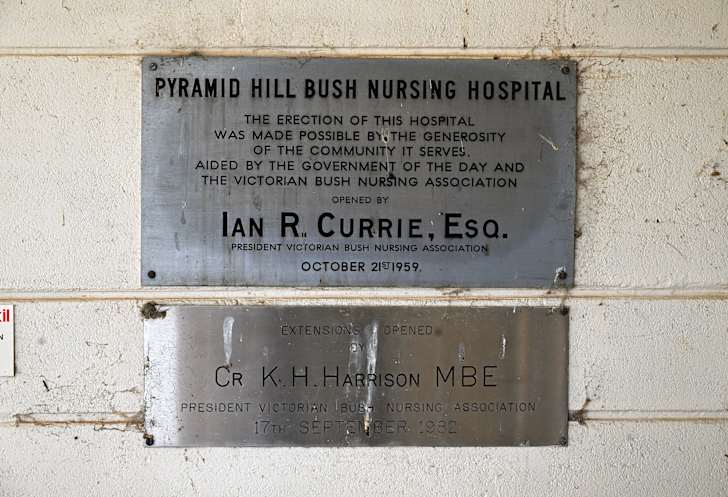 PYRAMID HILL BUSH NURSING HOSPITAL
THE ERECTION OF THIS HOSPITAL
WAS MADE POSSIBLE BY THE GENEROSITY
OF THE COMMUNITY IT SERVES.
AIDED BY THE GOVERNMENT OF THE DAY AND
THE VICTORIAN BUSH NURSING ASSOCIATION
OPENED BY
IAN R. CURRIE, ESQ.
PRESIDENT VICTORIAN BUSH NURSING ASSOCIATION
OCTOBER 21ST 1959.
EXTENSIONS OPENED
BY
CR K.H. HARRISON MBE
PRESIDENT VICTORIAN BUSH NURSING ASSOCIATION
17TH SEPTEMBER 1982